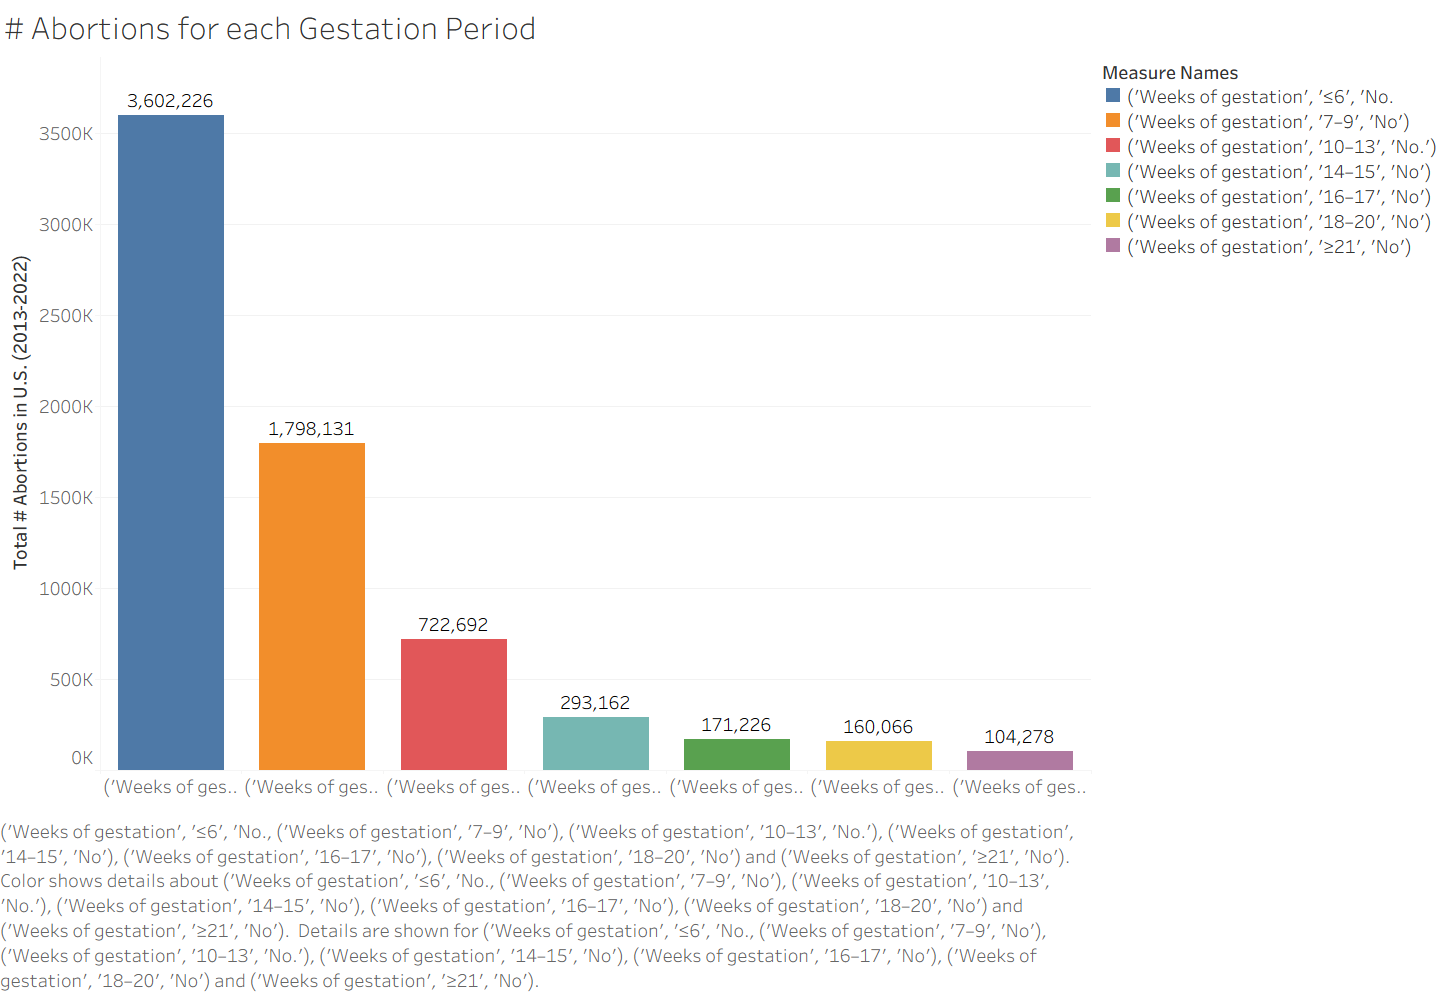 # Abortions for each Gestation Period
Measure Names
(’Weeks of gestation’, ’≤6’, ’No.
(’Weeks of gestation’, ’7–9’, ’No’)
(’Weeks of gestation’, ’10–13’, ’No.’)
(’Weeks of gestation’, ’14–15’, ’No’)
(’Weeks of gestation’, ’16–17’, ’No’)
(’Weeks of gestation’, ’18–20’, ’No’)
(’Weeks of gestation’, ’≥21’, ’No’)
Total # Abortions in U.S. (2013-2022)
3500K
3000K
2500K
2000K
1500K
1000K
500K
0K
3,602,226
1,798,131
722,692
293,162
171,226
160,066
104,278
(’Weeks of ges.. (’Weeks of ges.. (’Weeks of ges.. (’Weeks of ges.. (’Weeks of ges.. (’Weeks of ges.. (’Weeks of ges..
(’Weeks of gestation’, ’≤6’, ’No., (’Weeks of gestation’, ’7–9’, ’No’), (’Weeks of gestation’, ’10–13’, ’No.’), (’Weeks of gestation’,
’14–15’, ’No’), (’Weeks of gestation’, ’16–17’, ’No’), (’Weeks of gestation’, ’18–20’, ’No’) and (’Weeks of gestation’, ’≥21’, ’No’).
Color shows details about (’Weeks of gestation’, ’≤6’, ’No., (’Weeks of gestation’, ’7–9’, ’No’), (’Weeks of gestation’, ’10–13’,
’No.’), (’Weeks of gestation’, ’14–15’, ’No’), (’Weeks of gestation’, ’16–17’, ’No’), (’Weeks of gestation’, ’18–20’, ’No’) and
(’Weeks of gestation’, ’≥21’, ’No’).  Details are shown for (’Weeks of gestation’, ’≤6’, ’No., (’Weeks of gestation’, ’7–9’, ’No’),
(’Weeks of gestation’, ’10–13’, ’No.’), (’Weeks of gestation’, ’14–15’, ’No’), (’Weeks of gestation’, ’16–17’, ’No’), (’Weeks of
gestation’, ’18–20’, ’No’) and (’Weeks of gestation’, ’≥21’, ’No’).